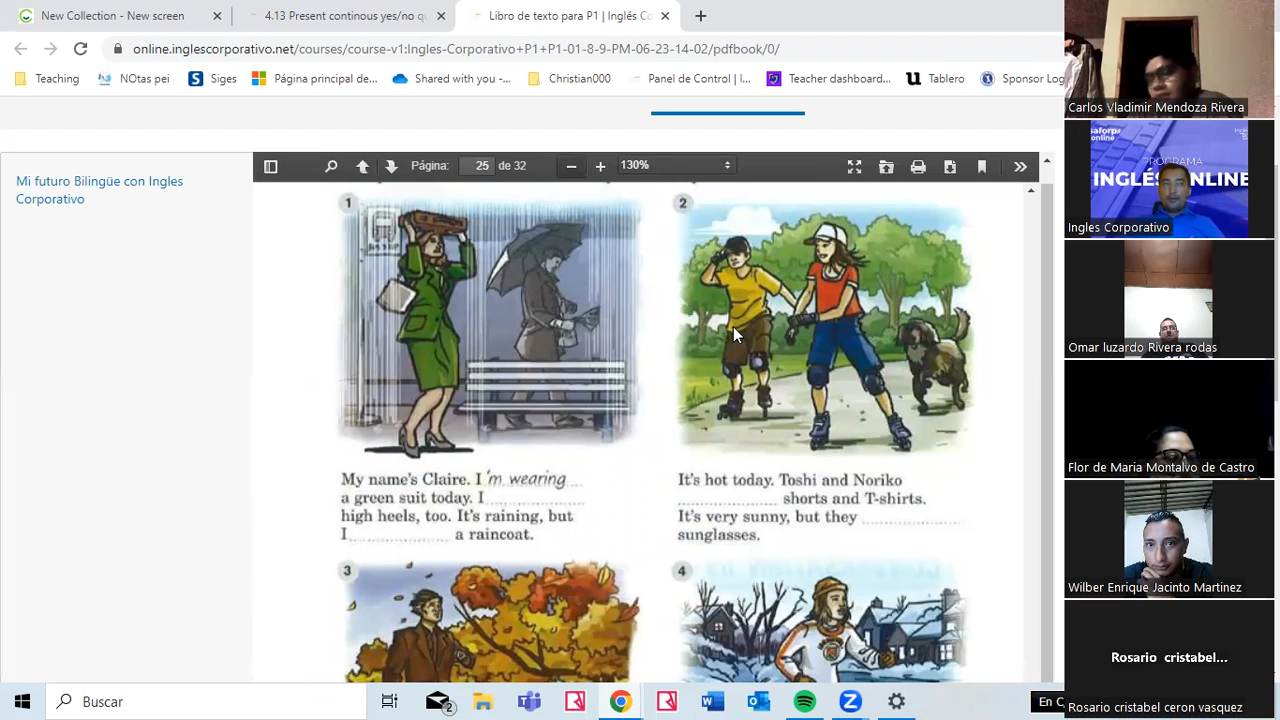 New Collection - New screen
4.13 Present continous yes/no qu
Libro de texto para P1 | Inglés Co
online.inglescorporativo.net/courses/course-v1:Ingles-Corporativo+P1+P1-01-8-9-PM-06-23-14-02/pdfbook/0/
Teaching
NOtas pei
Siges
Página principal de...
Shared with you -...
Christian000
Panel de Control | I...
Teacher dashboard...
Tablero
Sponsor Log
Mi futuro Bilingüe con Ingles
Corporativo
Página:
25
de 32
130%
1
2
My name's Claire. I 'm wearing
a green suit today. I
high heels, too. It's raining, but
I a raincoat.
It's hot today. Toshi and Noriko
shorts and T-shirts.
It's very sunny, but they
sunglasses.
3
4
Carlos Vladimir Mendoza Rivera
saforp
online
PROGRAMA
INGLÉS ONLINE
Ingles Corporativo
Omar luzardo Rivera rodas
Flor de Maria Montalvo de Castro
Wilber Enrique Jacinto Martinez
Rosario cristabel...
Rosario cristabel ceron vasquez
Buscar
2
En C